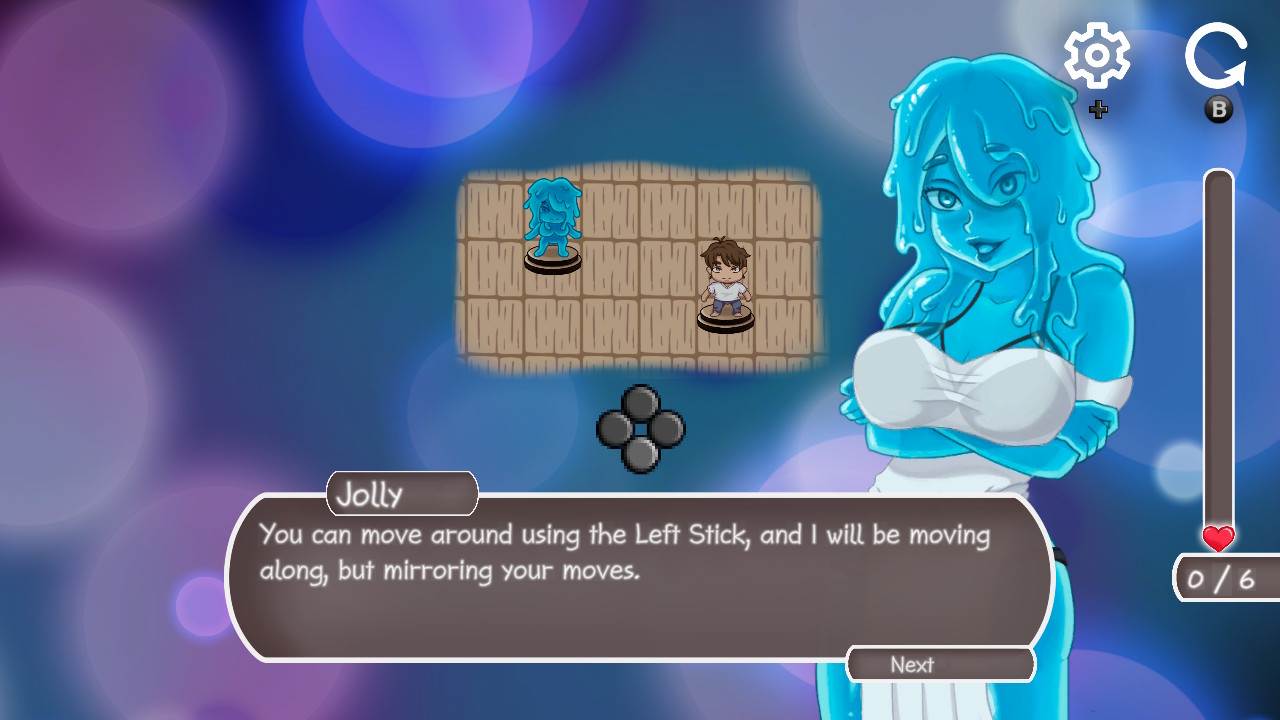 B
Jolly
You can move around using the Left Stick, and I will be moving
along, but mirroring your moves.
0 / 6
Next